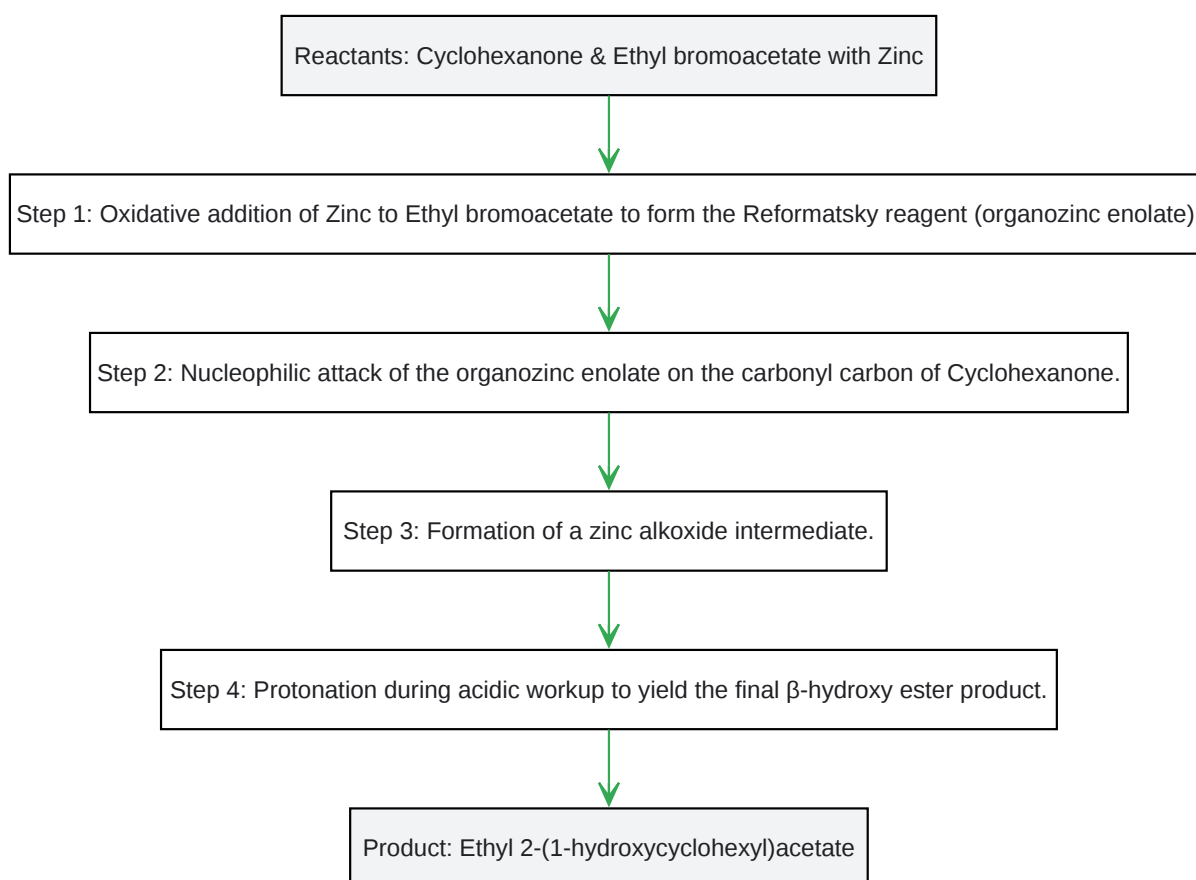 Reactants: Cyclohexanone & Ethyl bromoacetate with Zinc
Step 1: Oxidative addition of Zinc to Ethyl bromoacetate to form the Reformatsky reagent (organozinc enolate)
Step 2: Nucleophilic attack of the organozinc enolate on the carbonyl carbon of Cyclohexanone.
Step 3: Formation of a zinc alkoxide intermediate.
Step 4: Protonation during acidic workup to yield the final β-hydroxy ester product.
Product: Ethyl 2-(1-hydroxycyclohexyl)acetate